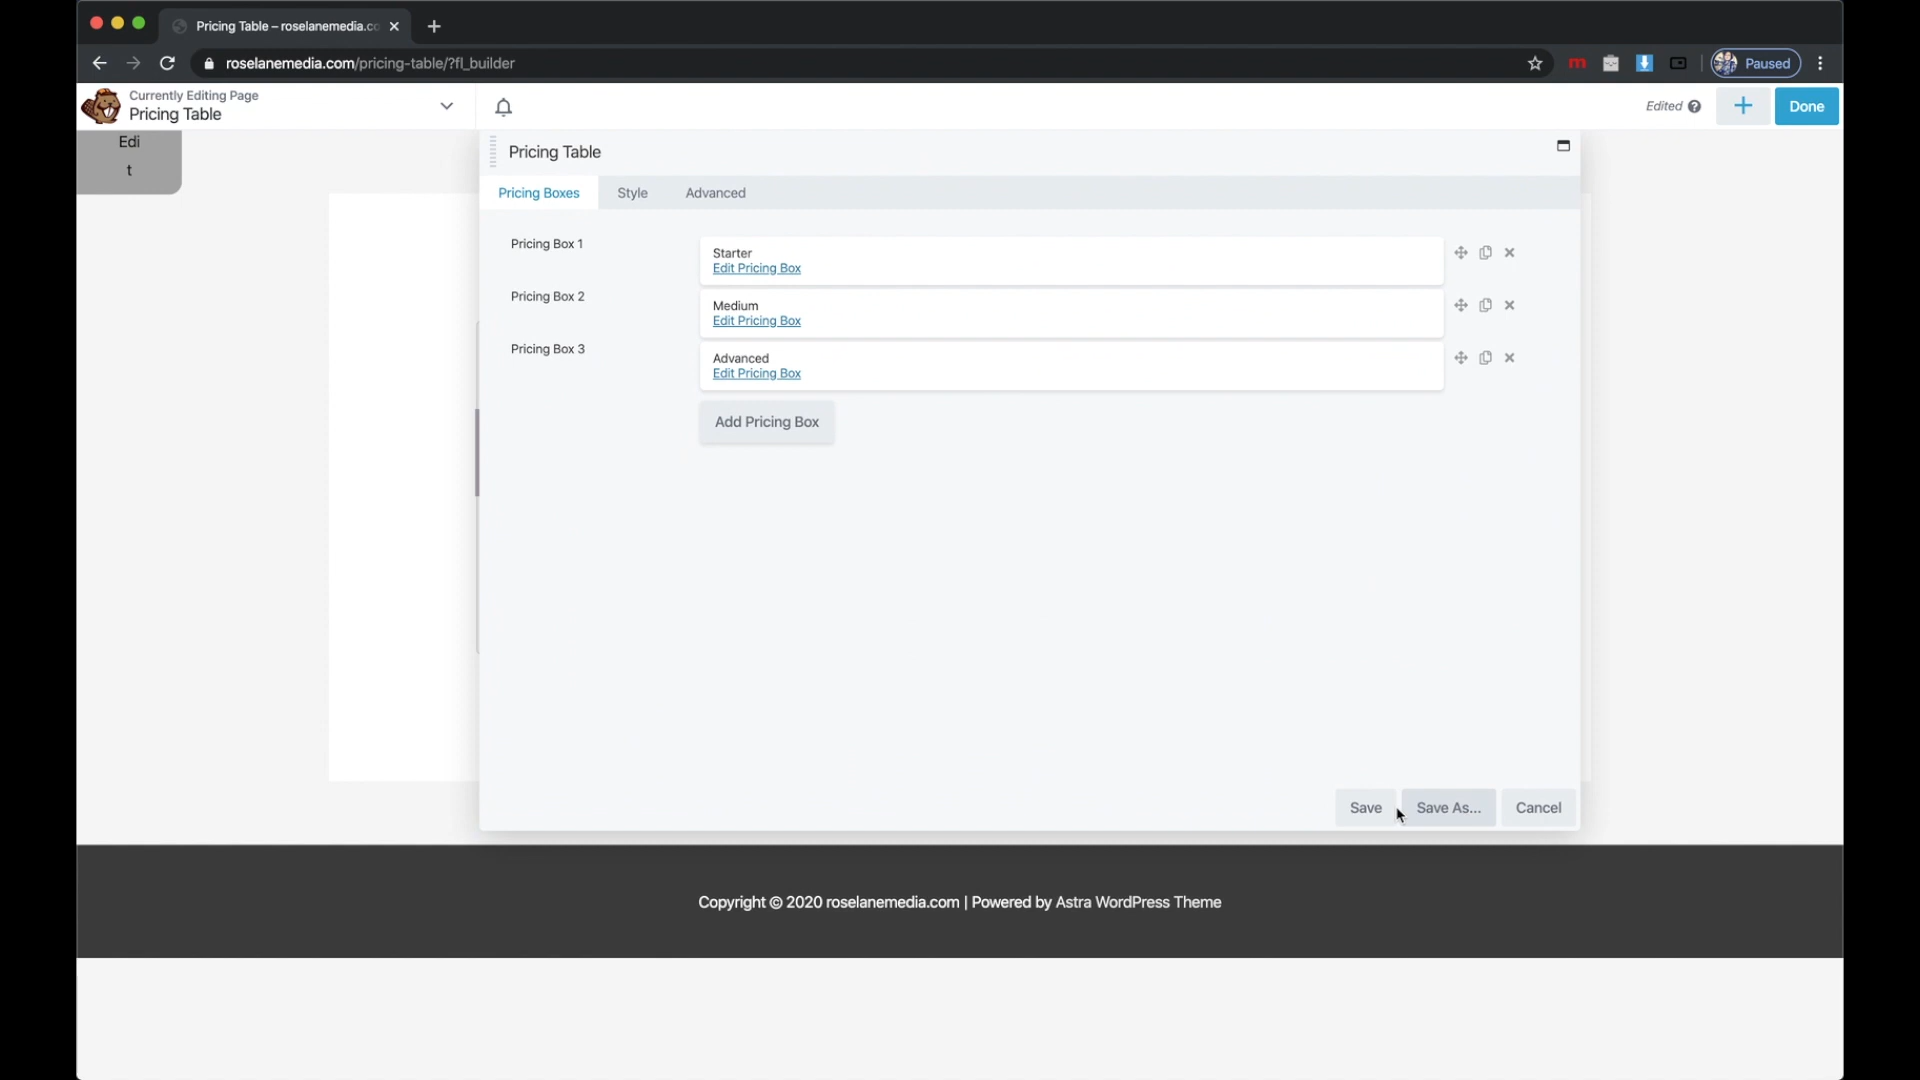 Pricing Table – roselanemedia.co
roselanemedia.com/pricing-table/?fl_builder
m
Paused
Currently Editing Page
Pricing Table
Edited ?
Done
Edi
t
Pricing Table
Pricing Boxes
Style
Advanced
Pricing Box 1
Starter
Edit Pricing Box
Pricing Box 2
Medium
Edit Pricing Box
Pricing Box 3
Advanced
Edit Pricing Box
Add Pricing Box
Save
Save As...
Cancel
Copyright © 2020 roselanemedia.com | Powered by Astra WordPress Theme